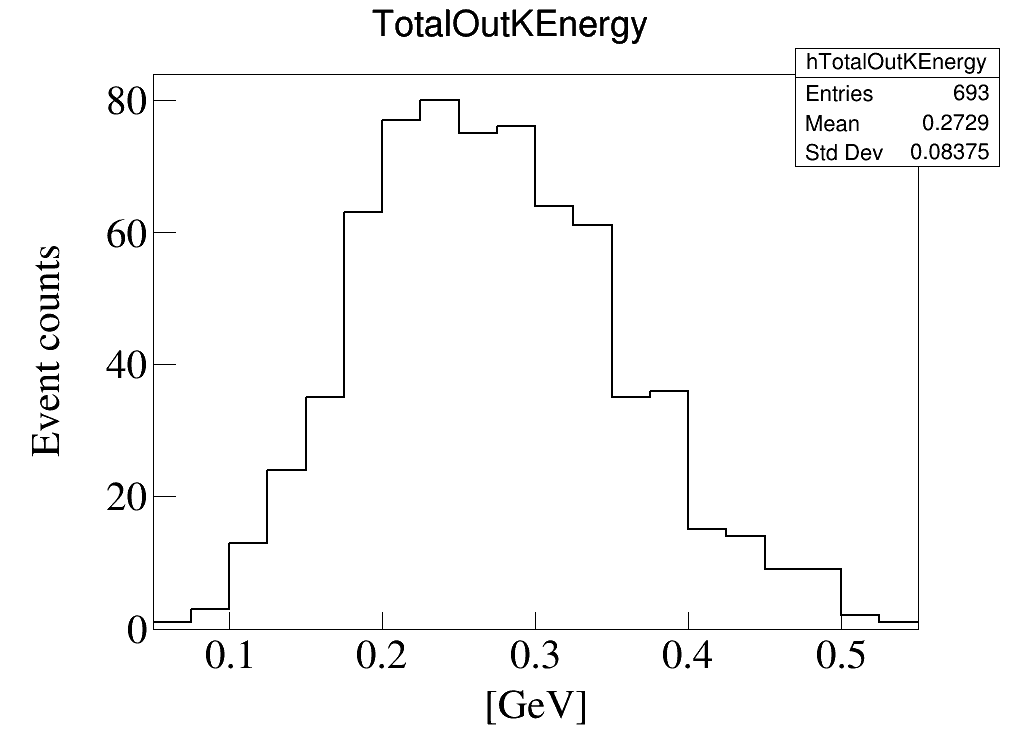 TotalOutKEnergy
hTotalOutKEnergy
Entries 693
Mean 0.2729
Std Dev 0.08375
Event counts
80
60
40
20
0
0.1 0.2 0.3 0.4 0.5
[GeV]